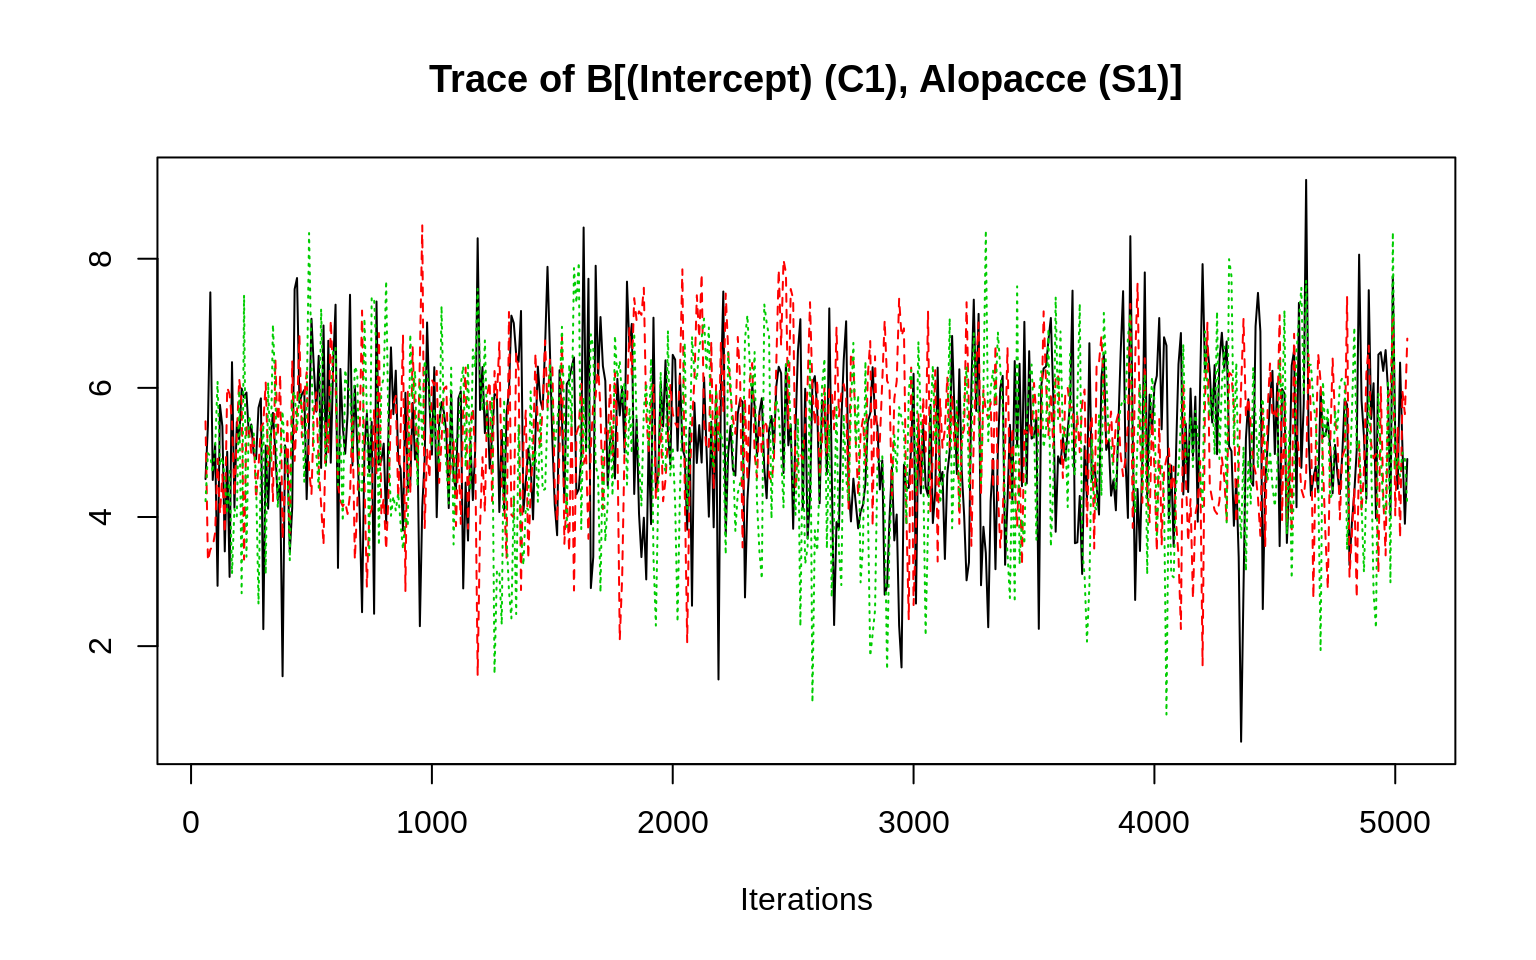 Trace of B[(Intercept) (C1), Alopacce (S1)]
8
6
4
2
0 1000 2000 3000 4000 5000
Iterations